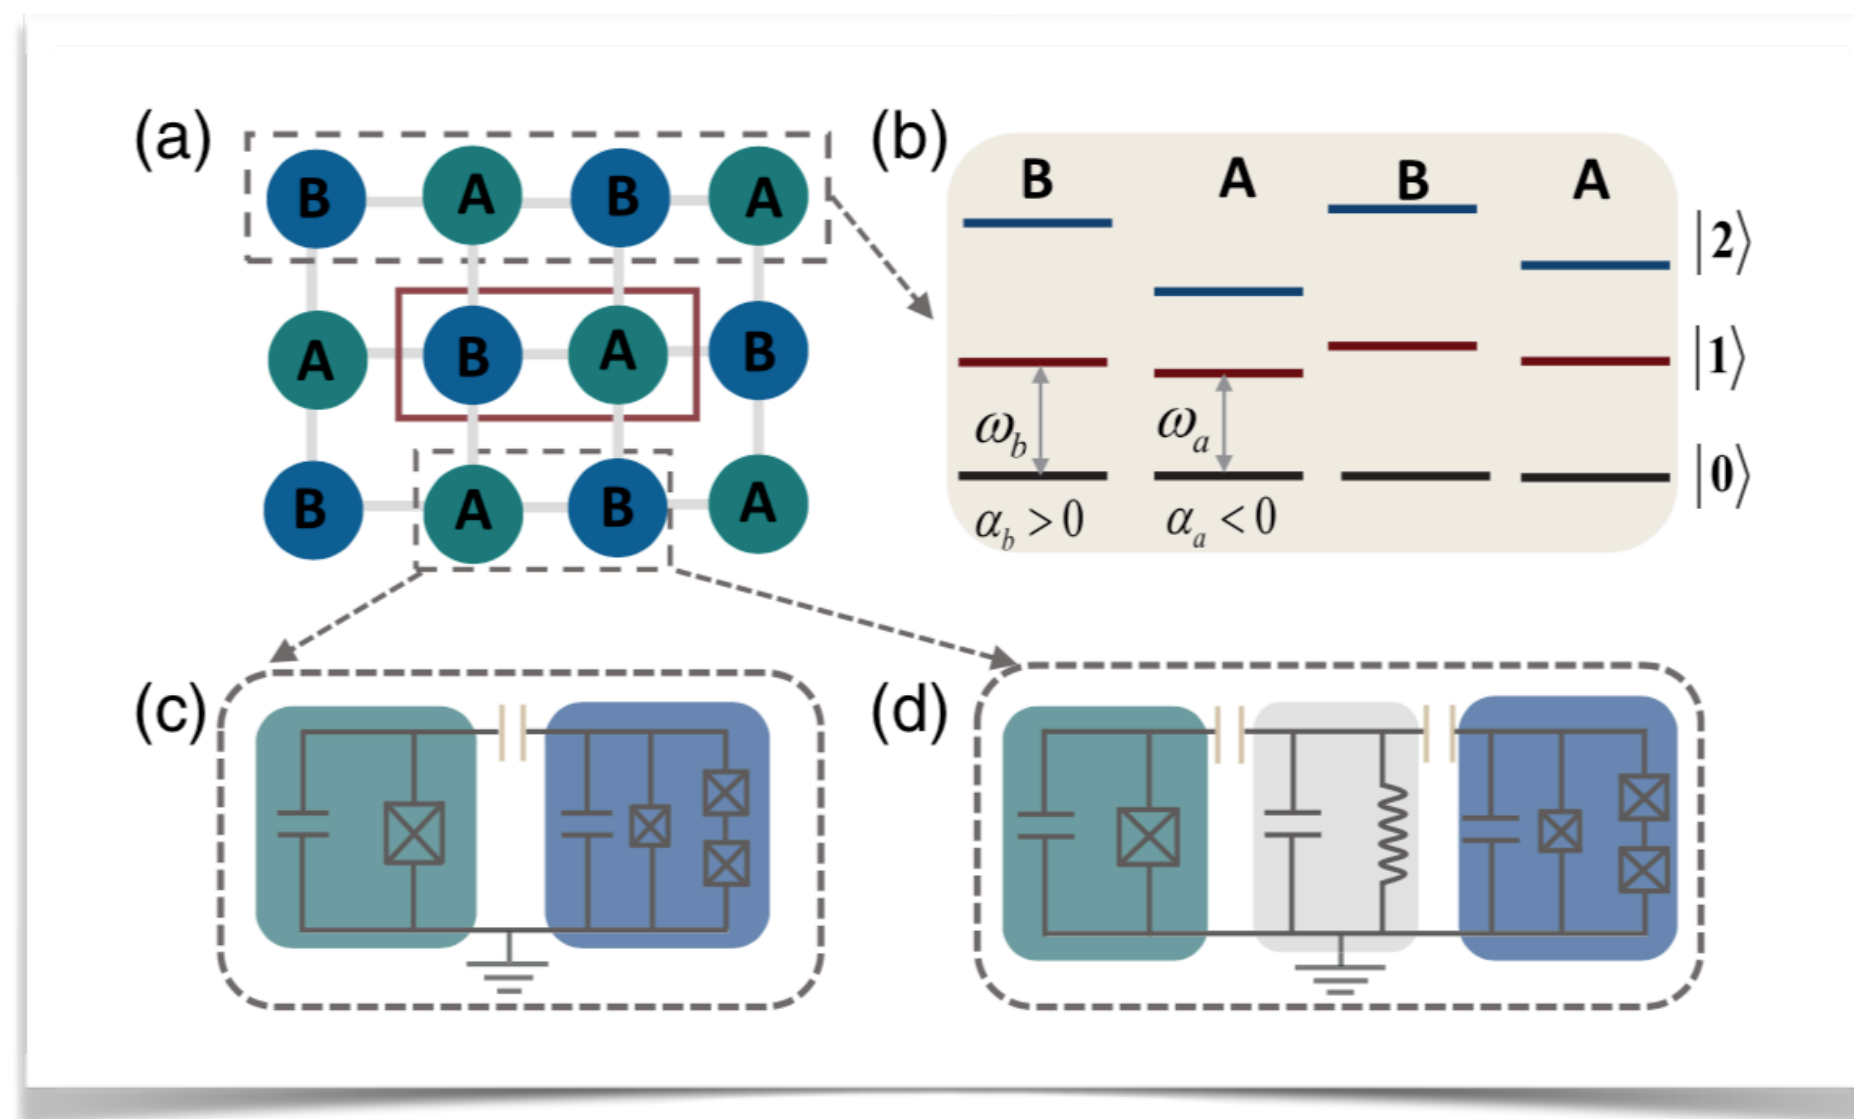 (a)
B A B A
A B A B
B A B A
(b)
B A B A
|2⟩
|1⟩
ω_b ω_a
|0⟩
α_b > 0 α_a < 0
(c)
(d)